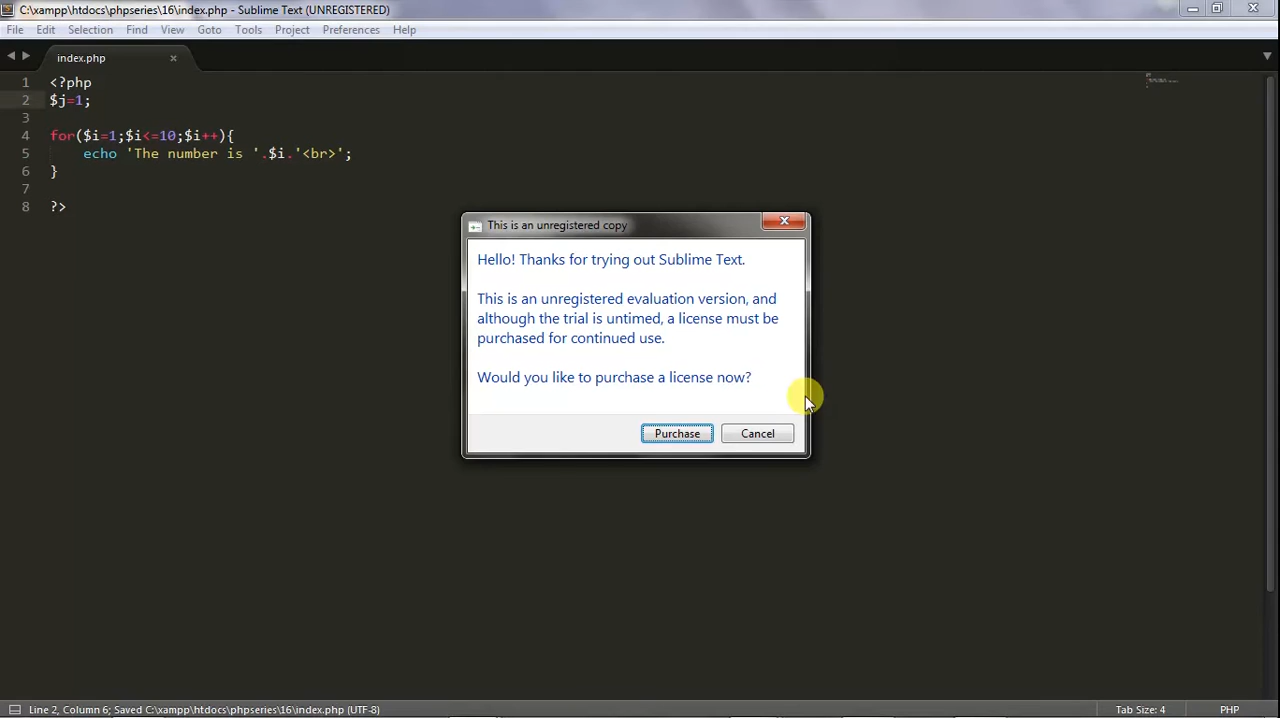 C:\xampp\htdocs\phpseries\16\index.php - Sublime Text (UNREGISTERED)
File Edit Selection Find View Goto Tools Project Preferences Help
index.php
1 <?php
2 $j=1;
3
4 for($i=1;$i<=10;$i++){
5 echo 'The number is '.$i.'<br>';
6 }
7
8 ?>
This is an unregistered copy
Hello! Thanks for trying out Sublime Text.
This is an unregistered evaluation version, and
although the trial is untimed, a license must be
purchased for continued use.
Would you like to purchase a license now?
Purchase Cancel
Line 2, Column 6; Saved C:\xampp\htdocs\phpseries\16\index.php (UTF-8) Tab Size: 4 PHP